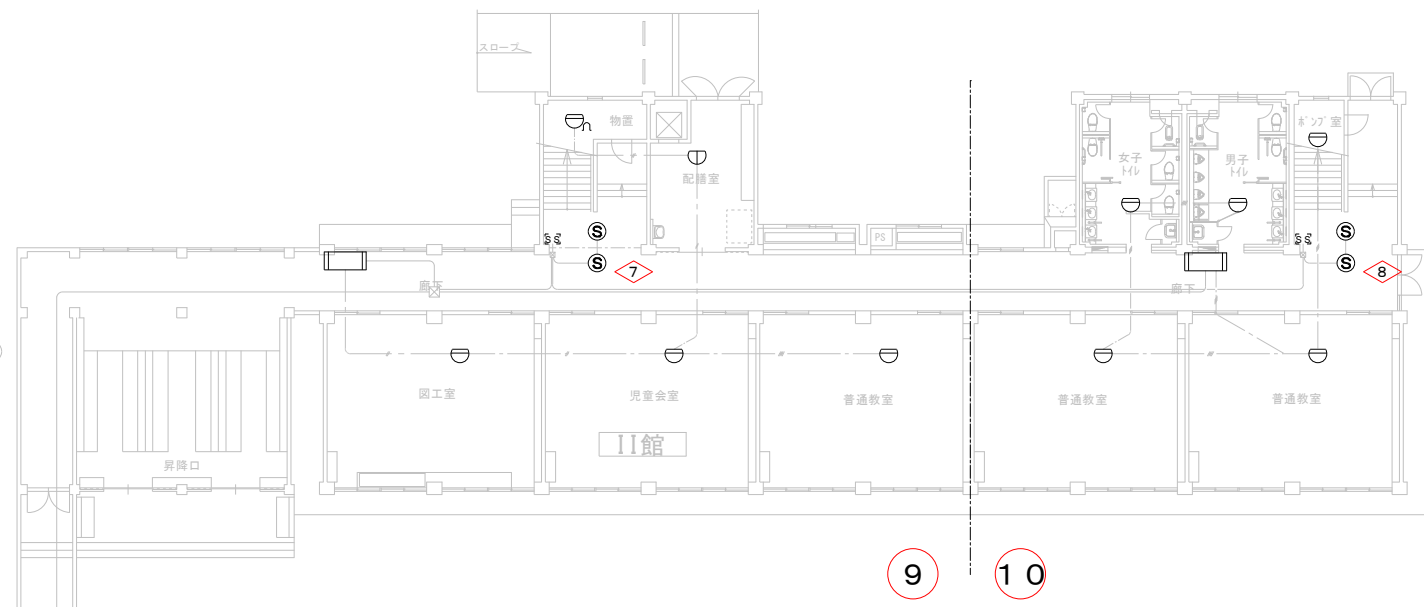 スロープ
物置
配膳室
PS
女子
トイレ
男子
トイレ
ポンプ室
S
S
S
S
7
8
廊下
廊下
図工室
児童会室
普通教室
普通教室
普通教室
II館
昇降口
9
10